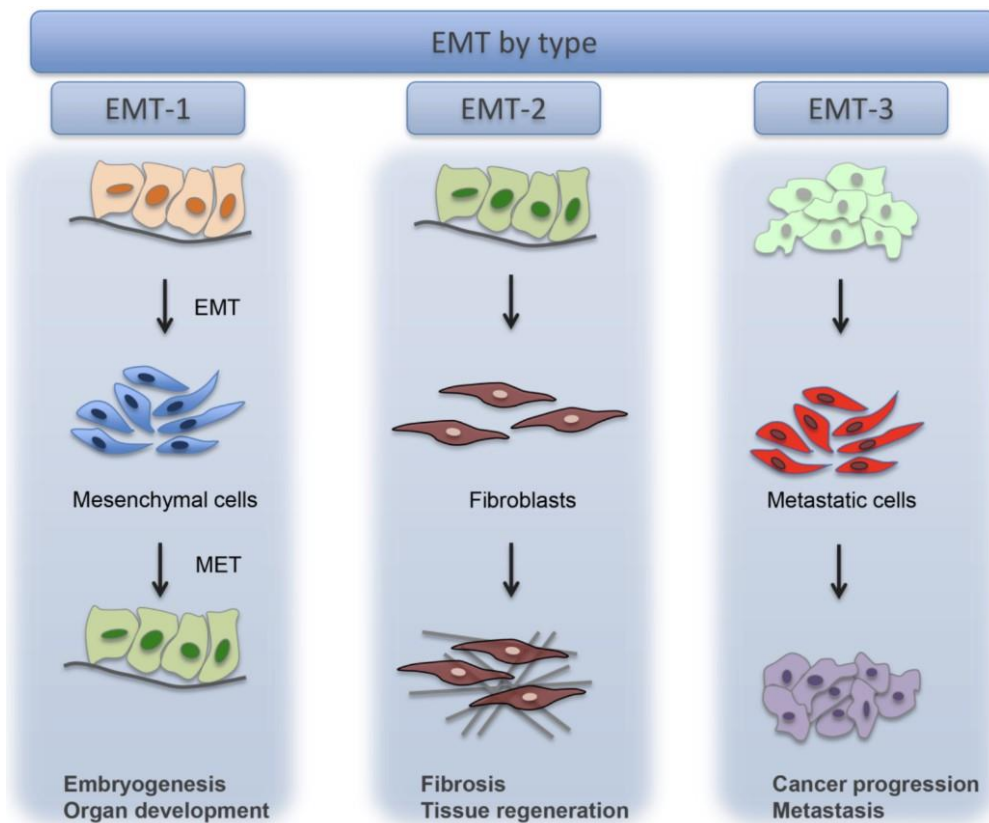 EMT by type
EMT-1
EMT-2
EMT-3
EMT
Mesenchymal cells
Fibroblasts
Metastatic cells
MET
Embryogenesis
Organ development
Fibrosis
Tissue regeneration
Cancer progression
Metastasis